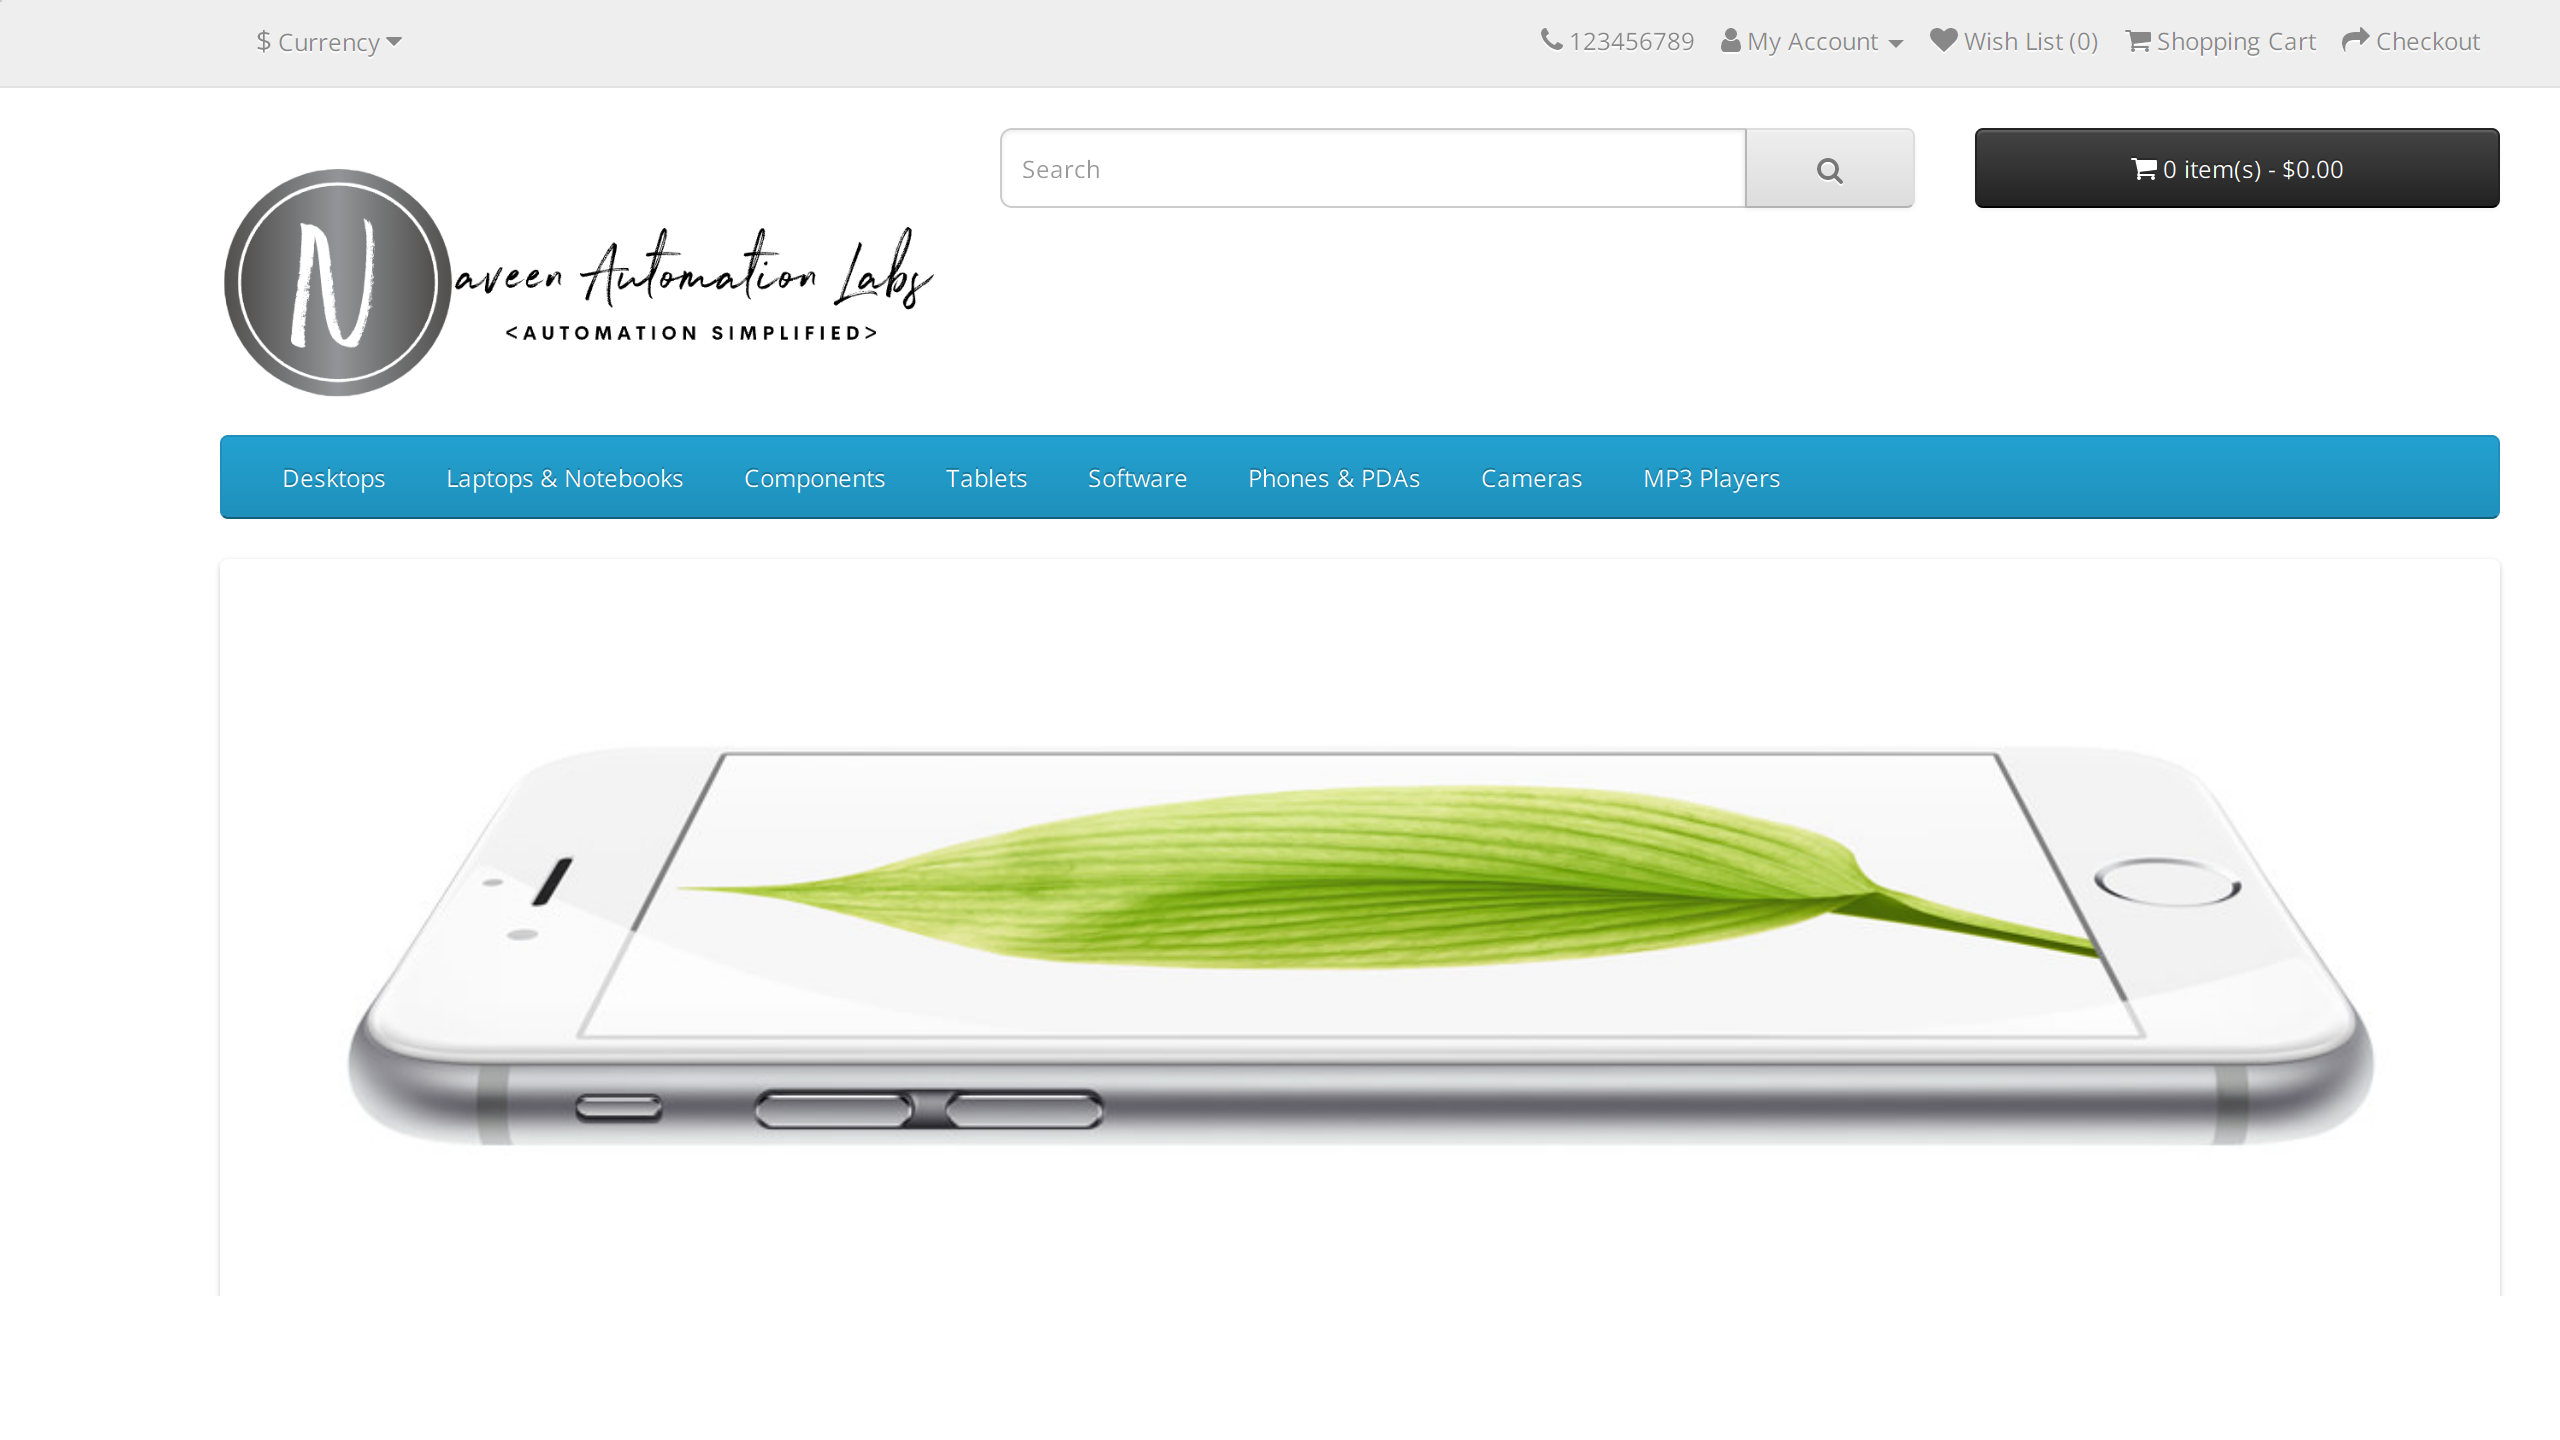 $ Currency
123456789 My Account Wish List (0) Shopping Cart Checkout
Search
0 item(s) - $0.00
Naveen Automation Labs
<AUTOMATION SIMPLIFIED>
Desktops Laptops & Notebooks Components Tablets Software Phones & PDAs Cameras MP3 Players